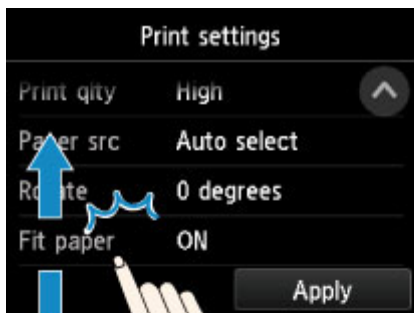 Print settings
Print qlty High
Paper src Auto select
Rotate 0 degrees
Fit paper ON
Apply